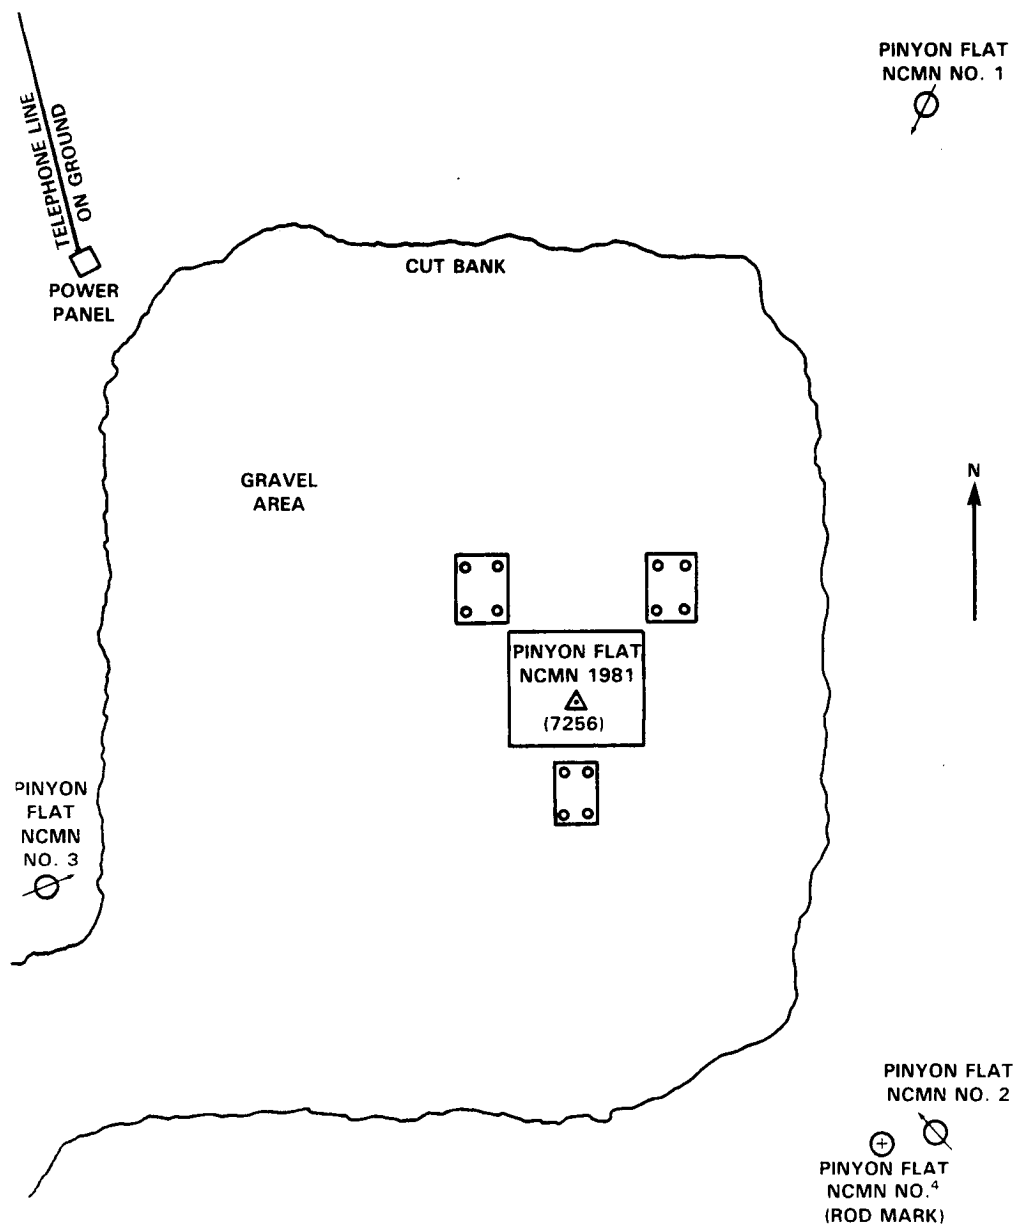 PINYON FLAT
NCMN NO. 1
TELEPHONE LINE
ON GROUND
POWER
PANEL
CUT BANK
GRAVEL
AREA
N
PINYON FLAT
NCMN 1981
(7256)
PINYON
FLAT
NCMN
NO. 3
PINYON FLAT
NCMN NO. 2
PINYON FLAT
NCMN NO. 4
(ROD MARK)